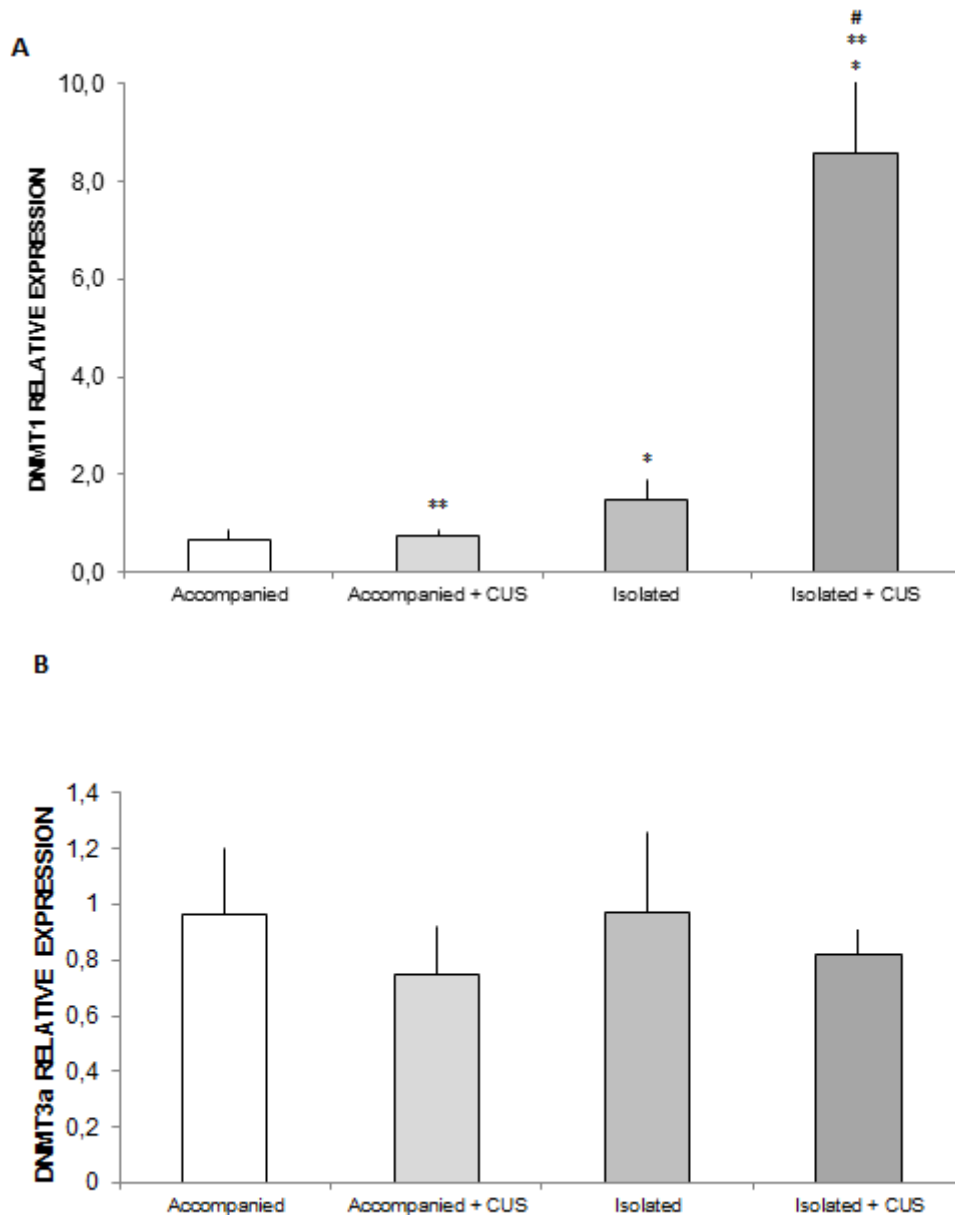 A
#
**
*
DNMT1 RELATIVE EXPRESSION
10,0
8,0
6,0
4,0
2,0
0,0
**
*
Accompanied
Accompanied + CUS
Isolated
Isolated + CUS
B
DNMT3a RELATIVE EXPRESSION
1,4
1,2
1
0,8
0,6
0,4
0,2
0
Accompanied
Accompanied + CUS
Isolated
Isolated + CUS